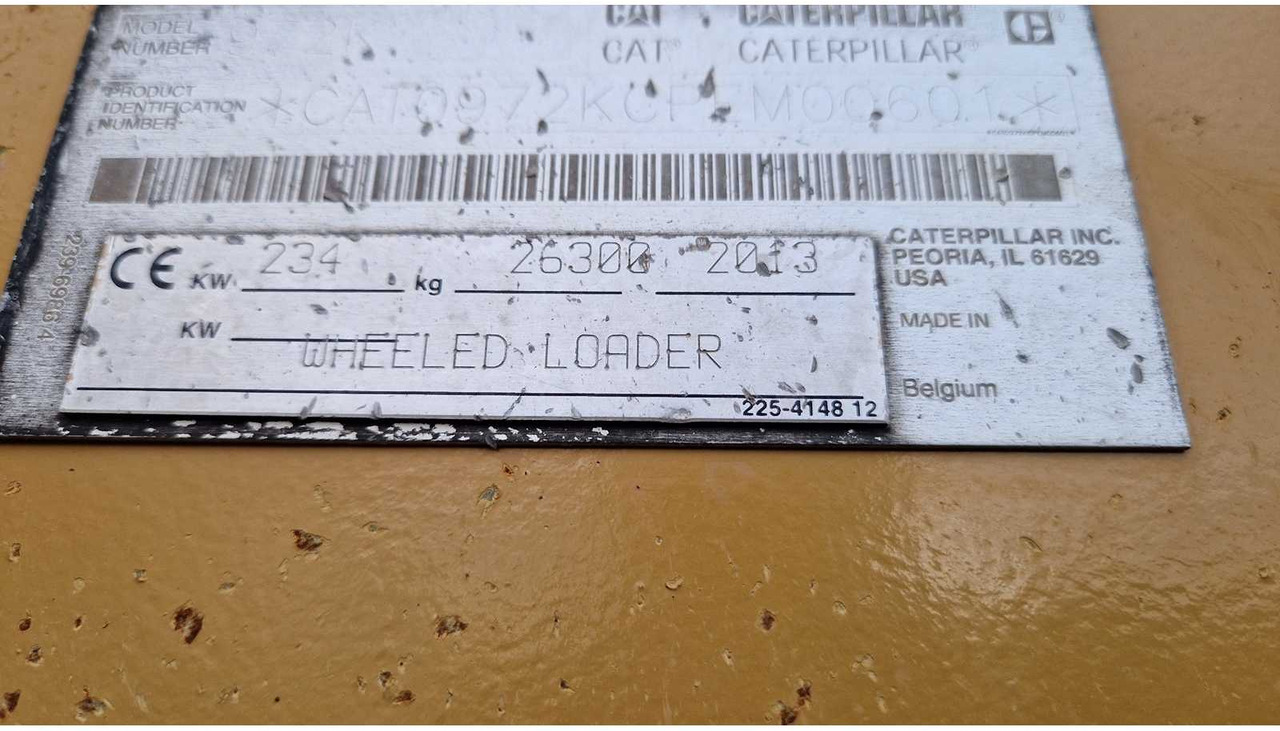 CAT CATERPILLAR
MODEL NUMBER
CAT® CATERPILLAR®
PRODUCT IDENTIFICATION NUMBER *CAT0972KCPEM00601*
CE KW 234 kg 26300 2013
KW
WHEELED LOADER
225-4148 12
CATERPILLAR INC.
PEORIA, IL 61629
USA
MADE IN
Belgium